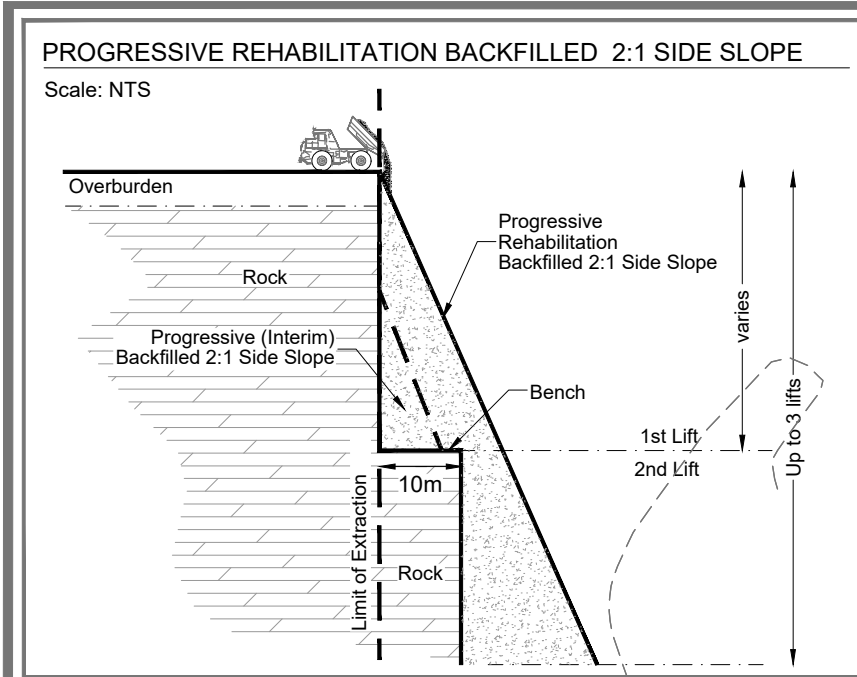 PROGRESSIVE REHABILITATION BACKFILLED 2:1 SIDE SLOPE
Scale: NTS
Overburden
Rock
Progressive
Rehabilitation
Backfilled 2:1 Side Slope
Progressive (Interim)
Backfilled 2:1 Side Slope
varies
Bench
Up to 3 lifts
1st Lift
2nd Lift
10m
Limit of Extraction
Rock